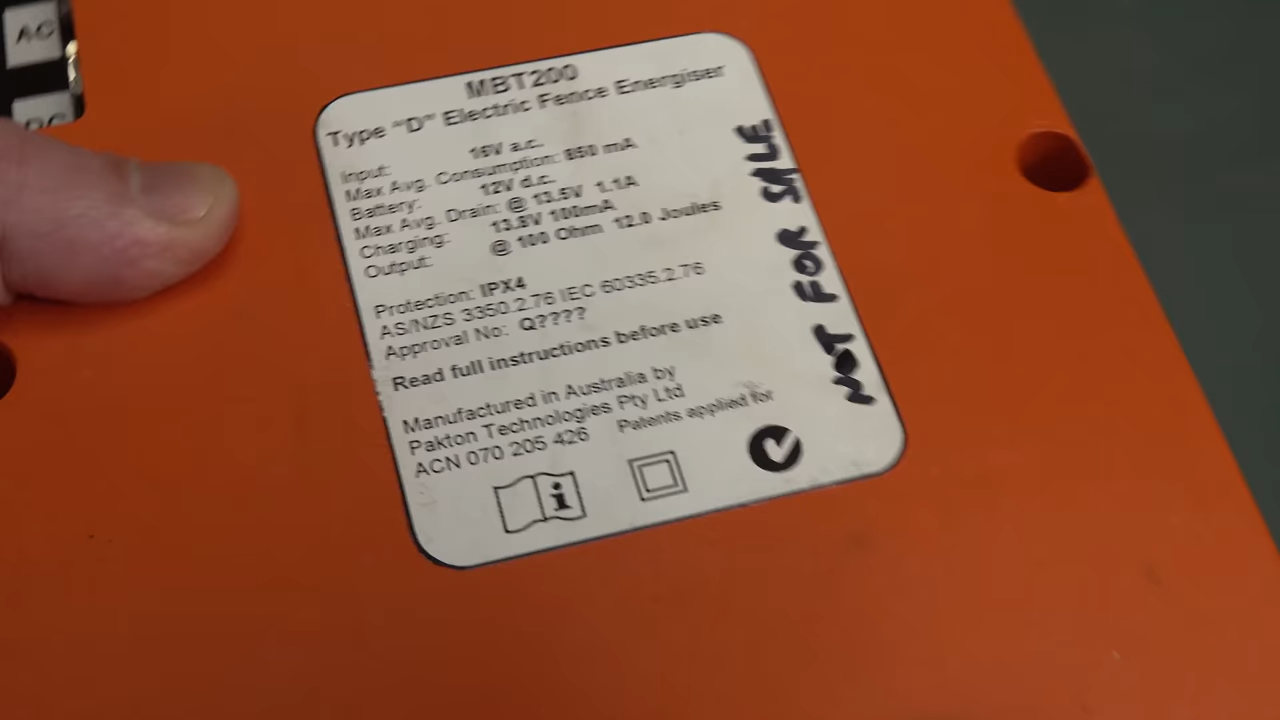 AC
DC
MBT200
Type "D" Electric Fence Energiser
Input: 16V a.c.
Max Avg. Consumption: 850 mA
Battery: 12V d.c.
Max Avg. Drain: @ 13.5V 1.1A
Charging: 13.8V 100mA
Output: @ 100 Ohm 12.0 Joules
Protection: IPX4
AS/NZS 3350.2.76 IEC 60335.2.76
Approval No: Q????
Read full instructions before use
Manufactured in Australia by
Pakton Technologies Pty Ltd
ACN 070 205 426 Patents applied for
i
NOT FOR SALE